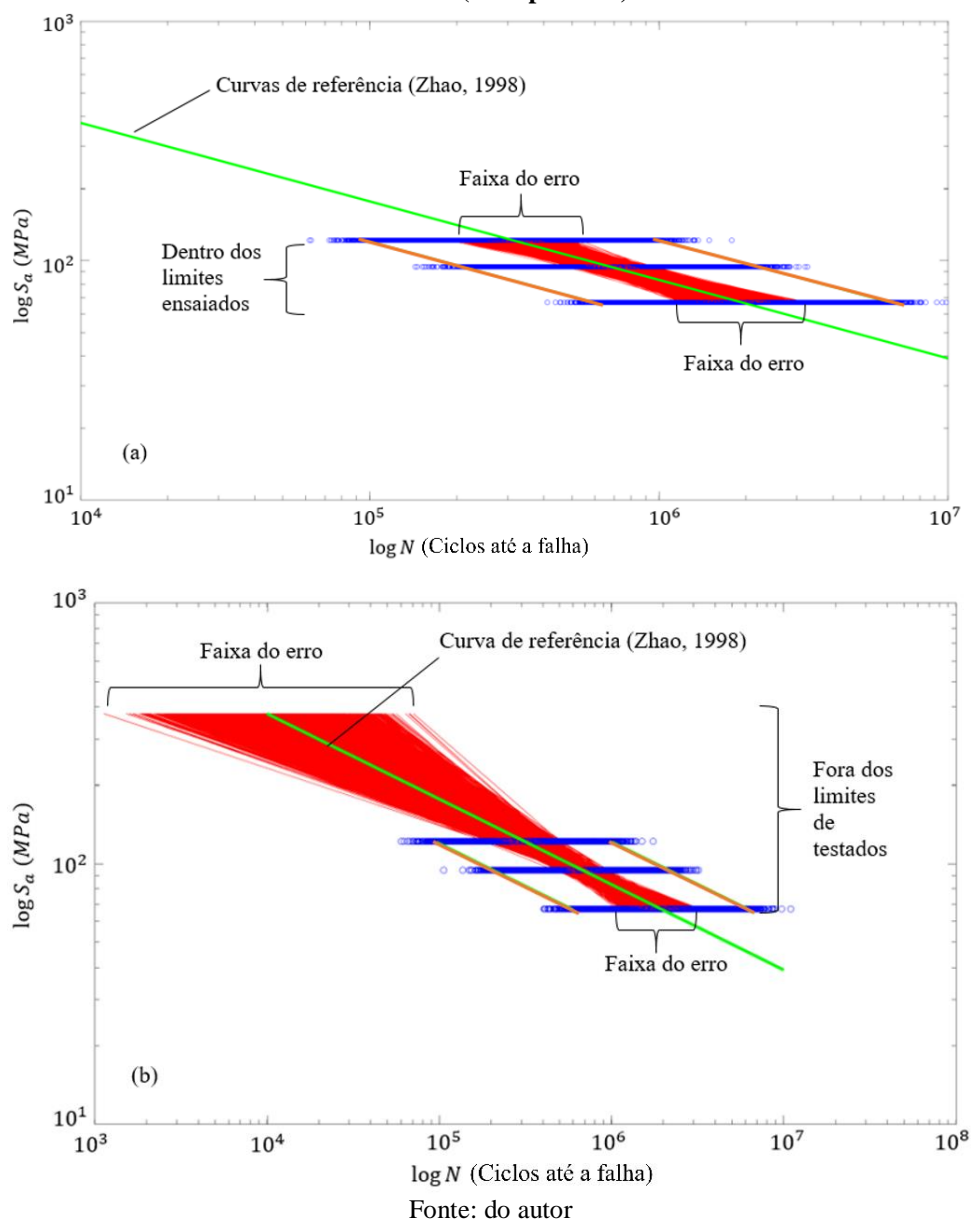 10³
Curvas de referência (Zhao, 1998)
Faixa do erro
log Sₐ (MPa)
Dentro dos
limites
ensaiados
10²
Faixa do erro
(a)
10¹
10⁴
10⁵
10⁶
10⁷
log N (Ciclos até a falha)
10³
Curva de referência (Zhao, 1998)
Faixa do erro
Fora dos
limites
de
testados
log Sₐ (MPa)
10²
Faixa do erro
(b)
10¹
10³
10⁴
10⁵
10⁶
10⁷
10⁸
log N (Ciclos até a falha)
Fonte: do autor